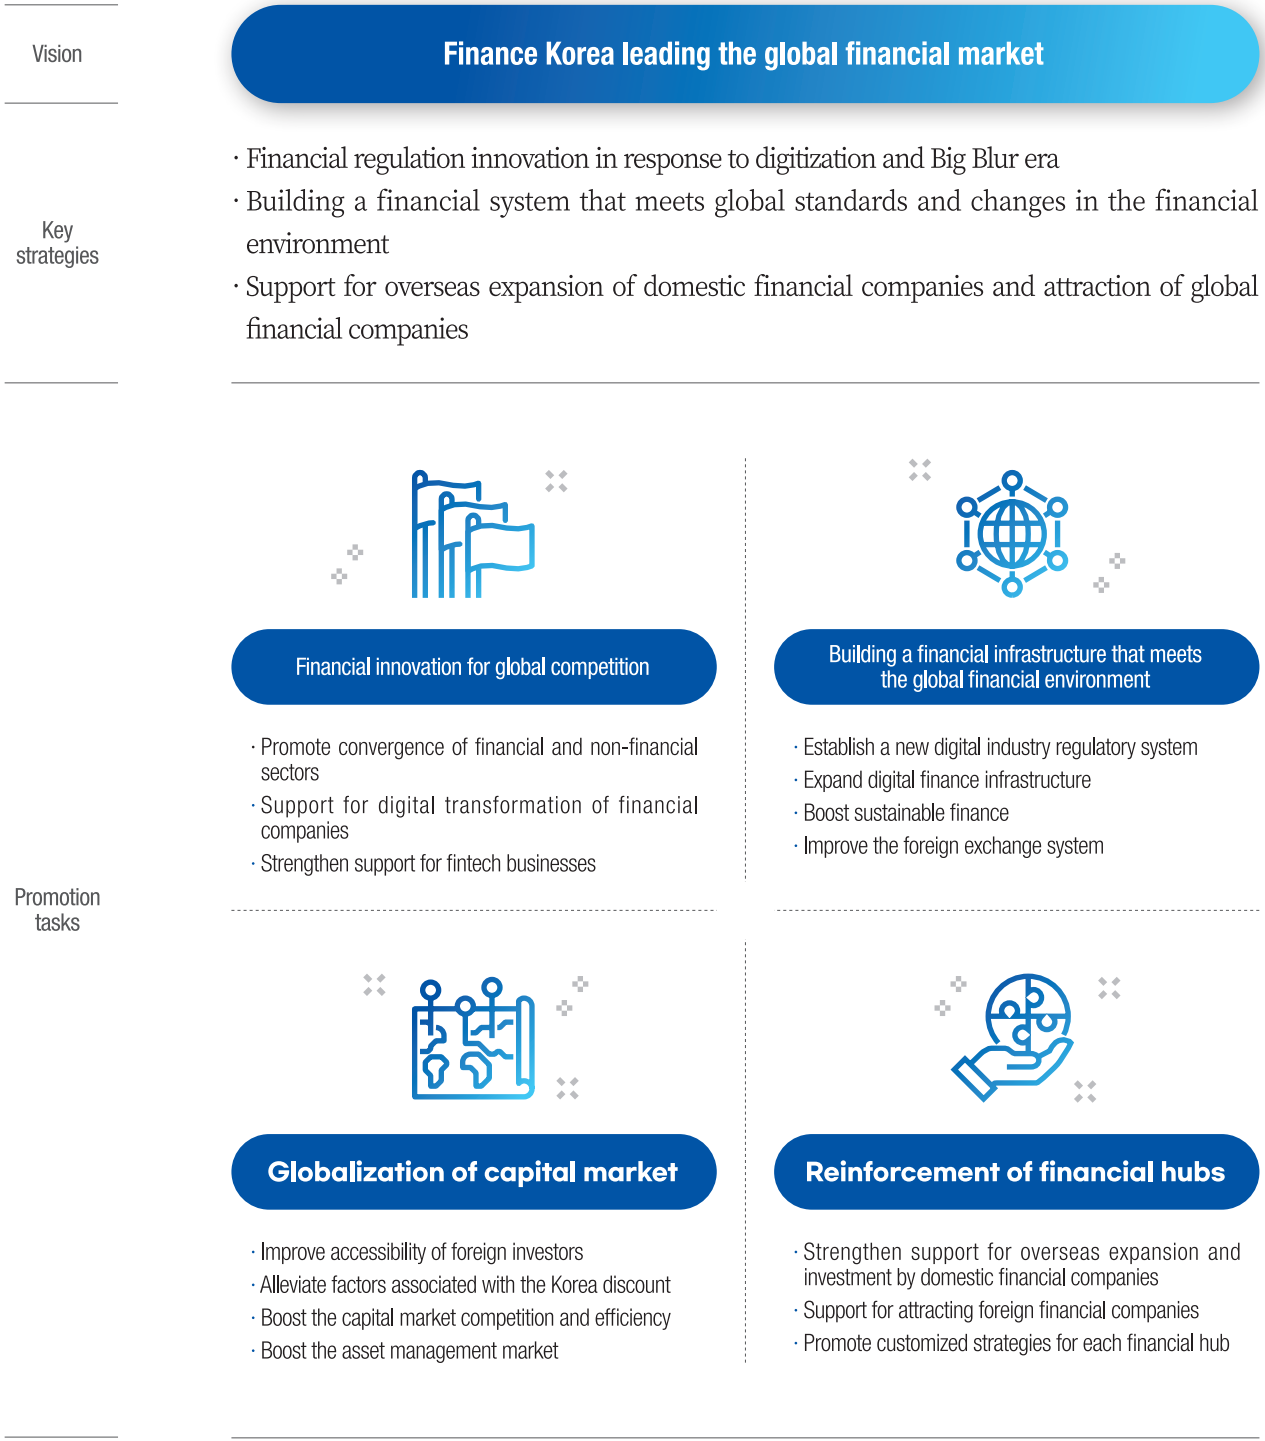 Vision
Finance Korea leading the global financial market
Key
strategies
· Financial regulation innovation in response to digitization and Big Blur era
· Building a financial system that meets global standards and changes in the financial
environment
· Support for overseas expansion of domestic financial companies and attraction of global
financial companies
Promotion
tasks
Financial innovation for global competition
· Promote convergence of financial and non-financial
sectors
· Support for digital transformation of financial
companies
· Strengthen support for fintech businesses
Building a financial infrastructure that meets
the global financial environment
· Establish a new digital industry regulatory system
· Expand digital finance infrastructure
· Boost sustainable finance
· Improve the foreign exchange system
Globalization of capital market
· Improve accessibility of foreign investors
· Alleviate factors associated with the Korea discount
· Boost the capital market competition and efficiency
· Boost the asset management market
Reinforcement of financial hubs
· Strengthen support for overseas expansion and
investment by domestic financial companies
· Support for attracting foreign financial companies
· Promote customized strategies for each financial hub